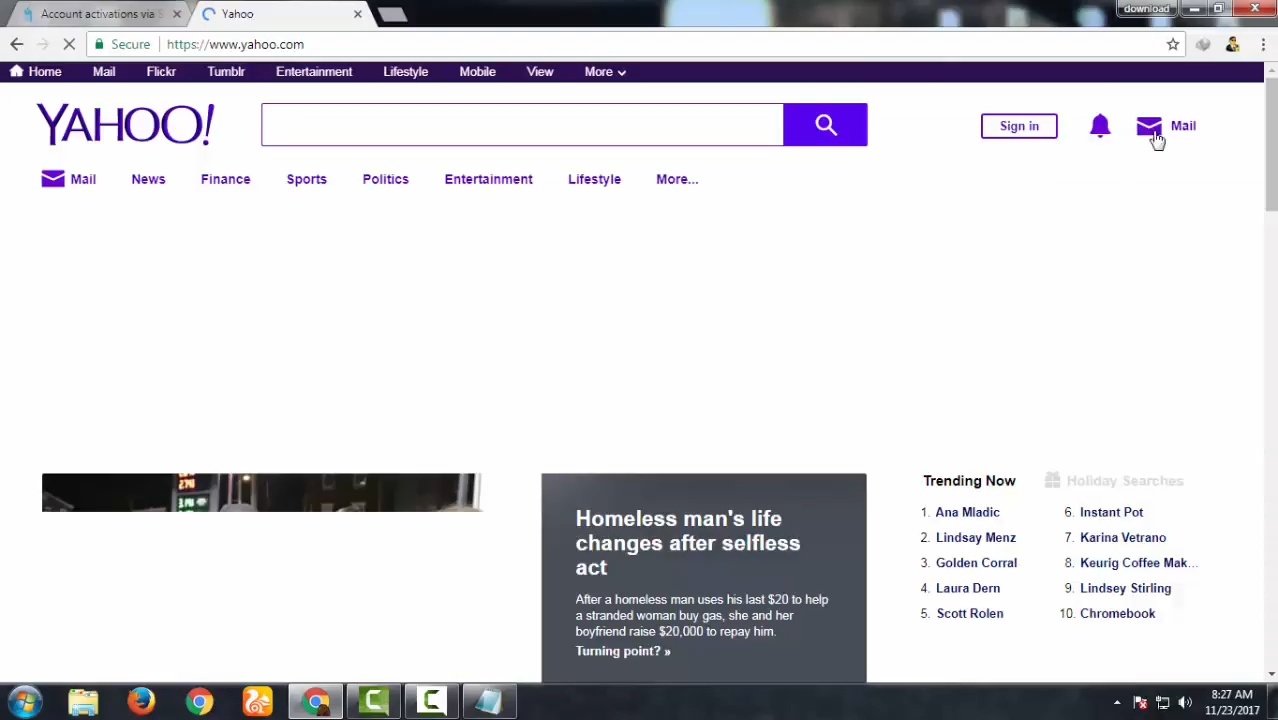 Account activations via
Yahoo
download
Secure https://www.yahoo.com
Home Mail Flickr Tumblr Entertainment Lifestyle Mobile View More
YAHOO!
Sign in
Mail
Mail News Finance Sports Politics Entertainment Lifestyle More...
Homeless man's life
changes after selfless
act
After a homeless man uses his last $20 to help
a stranded woman buy gas, she and her
boyfriend raise $20,000 to repay him.
Turning point? »
Trending Now
Holiday Searches
1. Ana Mladic
2. Lindsay Menz
3. Golden Corral
4. Laura Dern
5. Scott Rolen
6. Instant Pot
7. Karina Vetrano
8. Keurig Coffee Mak...
9. Lindsey Stirling
10. Chromebook
8:27 AM
11/23/2017